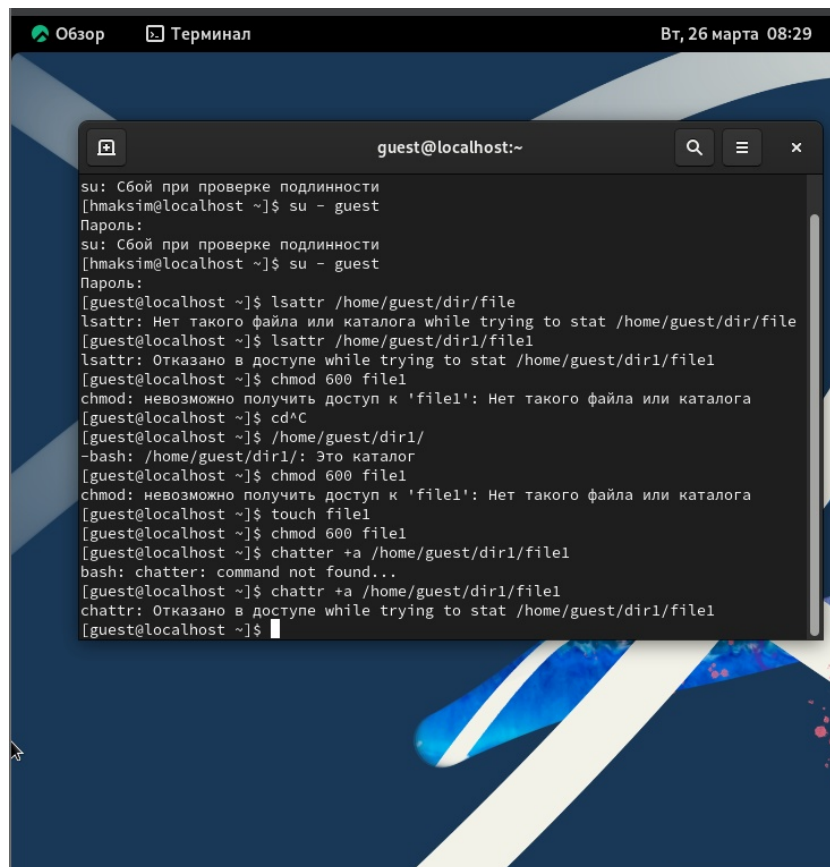 Обзор
Терминал
Вт, 26 марта 08:29
guest@localhost:~
su: Сбой при проверке подлинности
[hmaksim@localhost ~]$ su - guest
Пароль:
su: Сбой при проверке подлинности
[hmaksim@localhost ~]$ su - guest
Пароль:
[guest@localhost ~]$ lsattr /home/guest/dir/file
lsattr: Нет такого файла или каталога while trying to stat /home/guest/dir/file
[guest@localhost ~]$ lsattr /home/guest/dir1/file1
lsattr: Отказано в доступе while trying to stat /home/guest/dir1/file1
[guest@localhost ~]$ chmod 600 file1
chmod: невозможно получить доступ к 'file1': Нет такого файла или каталога
[guest@localhost ~]$ cd^C
[guest@localhost ~]$ /home/guest/dir1/
-bash: /home/guest/dir1/: Это каталог
[guest@localhost ~]$ chmod 600 file1
chmod: невозможно получить доступ к 'file1': Нет такого файла или каталога
[guest@localhost ~]$ touch file1
[guest@localhost ~]$ chmod 600 file1
[guest@localhost ~]$ chatter +a /home/guest/dir1/file1
bash: chatter: command not found...
[guest@localhost ~]$ chattr +a /home/guest/dir1/file1
chattr: Отказано в доступе while trying to stat /home/guest/dir1/file1
[guest@localhost ~]$